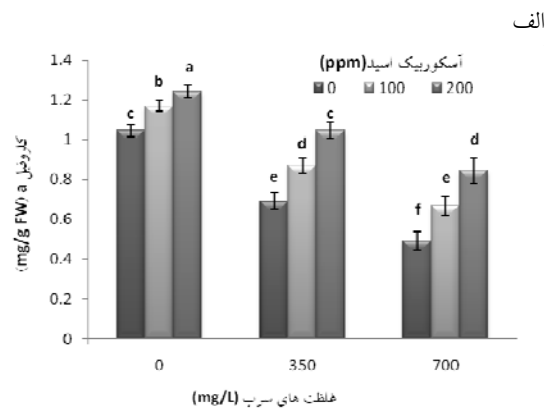 الف
آسکوربیک اسید(ppm)
0 100 200
1.4
1.2
1
0.8
0.6
0.4
0.2
0
کلروفیل a (mg/g FW)
c b a
e d c
f e d
0 350 700
غلظت های سرب (mg/L)